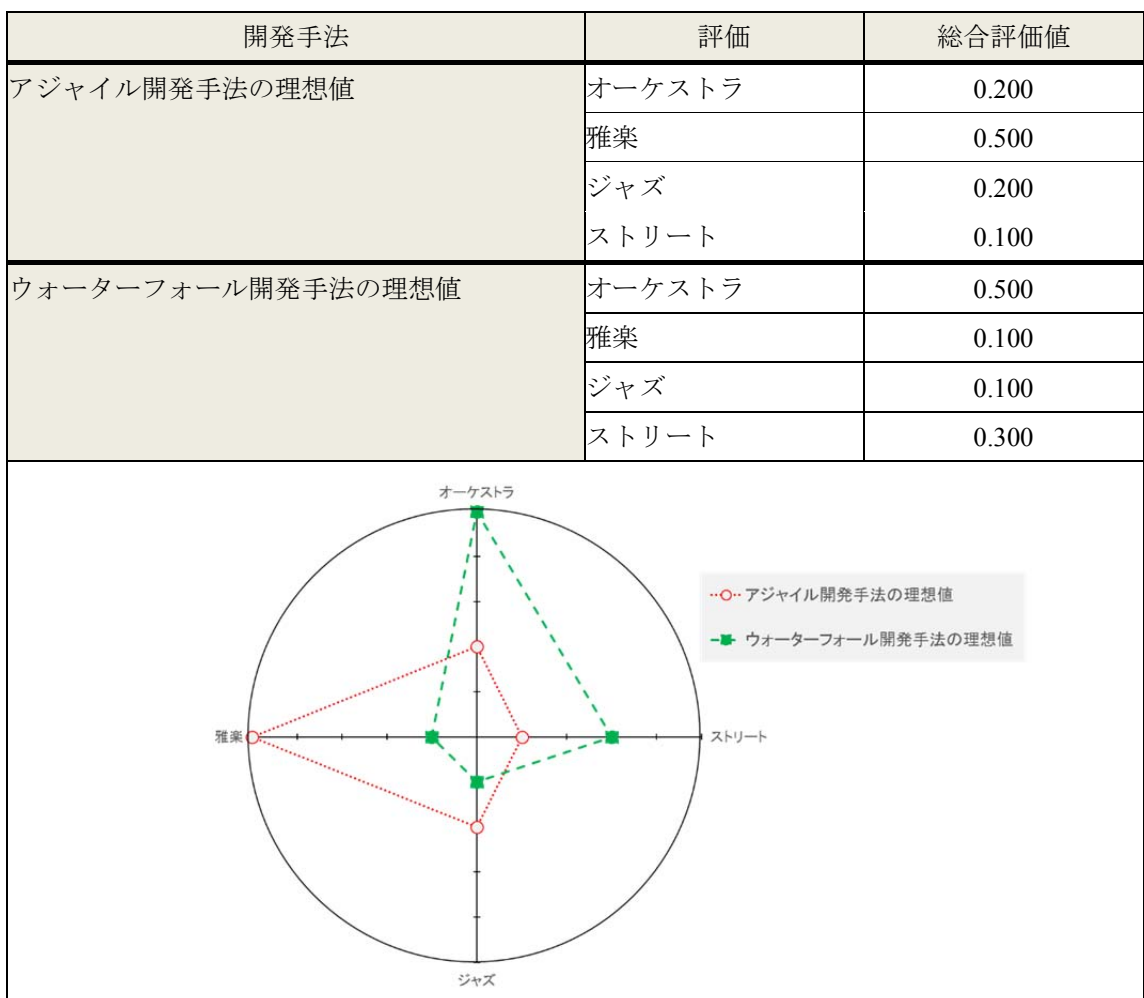 開発手法 評価 総合評価値
アジャイル開発手法の理想値 オーケストラ 0.200
雅楽 0.500
ジャズ 0.200
ストリート 0.100
ウォーターフォール開発手法の理想値 オーケストラ 0.500
雅楽 0.100
ジャズ 0.100
ストリート 0.300
オーケストラ
アジャイル開発手法の理想値
ウォーターフォール開発手法の理想値
雅楽
ストリート
ジャズ